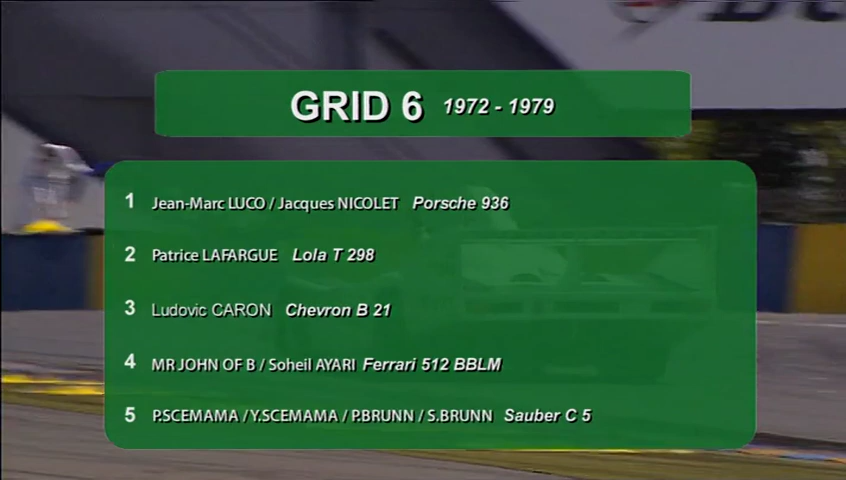 GRID 6 1972 - 1979
1 Jean-Marc LUCO / Jacques NICOLET Porsche 936
2 Patrice LAFARGUE Lola T 298
3 Ludovic CARON Chevron B 21
4 MR JOHN OF B / Soheil AYARI Ferrari 512 BBLM
5 P.SCEMAMA / Y.SCEMAMA / P.BRUNN / S.BRUNN Sauber C 5